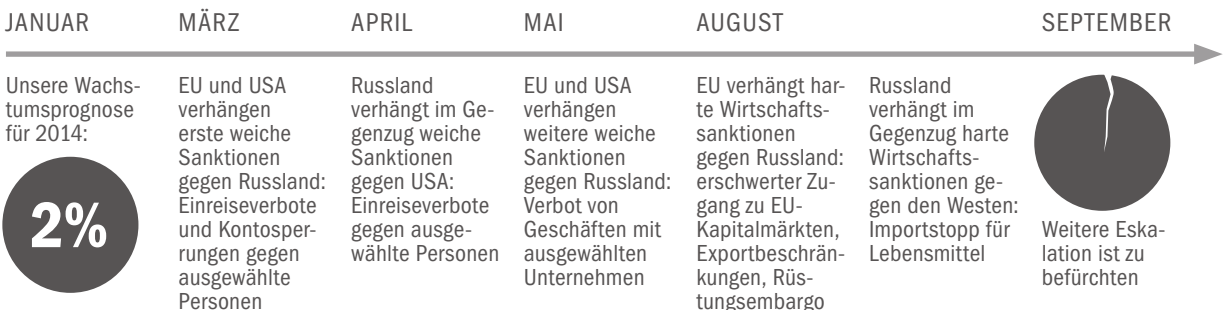 JANUAR
MÄRZ
APRIL
MAI
AUGUST
SEPTEMBER
Unsere Wachs-
tumsprognose
für 2014:
2%
EU und USA
verhängen
erste weiche
Sanktionen
gegen Russland:
Einreiseverbote
und Kontosper-
rungen gegen
ausgewählte
Personen
Russland
verhängt im Ge-
genzug weiche
Sanktionen
gegen USA:
Einreiseverbote
gegen ausge-
wählte Personen
EU und USA
verhängen
weitere weiche
Sanktionen
gegen Russland:
Verbot von
Geschäften mit
ausgewählten
Unternehmen
EU verhängt har-
te Wirtschafts-
sanktionen
gegen Russland:
erschwerter Zu-
gang zu EU-
Kapitalmärkten,
Exportbeschrän-
kungen, Rüs-
tungsembargo
Russland
verhängt im
Gegenzug harte
Wirtschafts-
sanktionen ge-
gen den Westen:
Importstopp für
Lebensmittel
Weitere Eska-
lation ist zu
befürchten